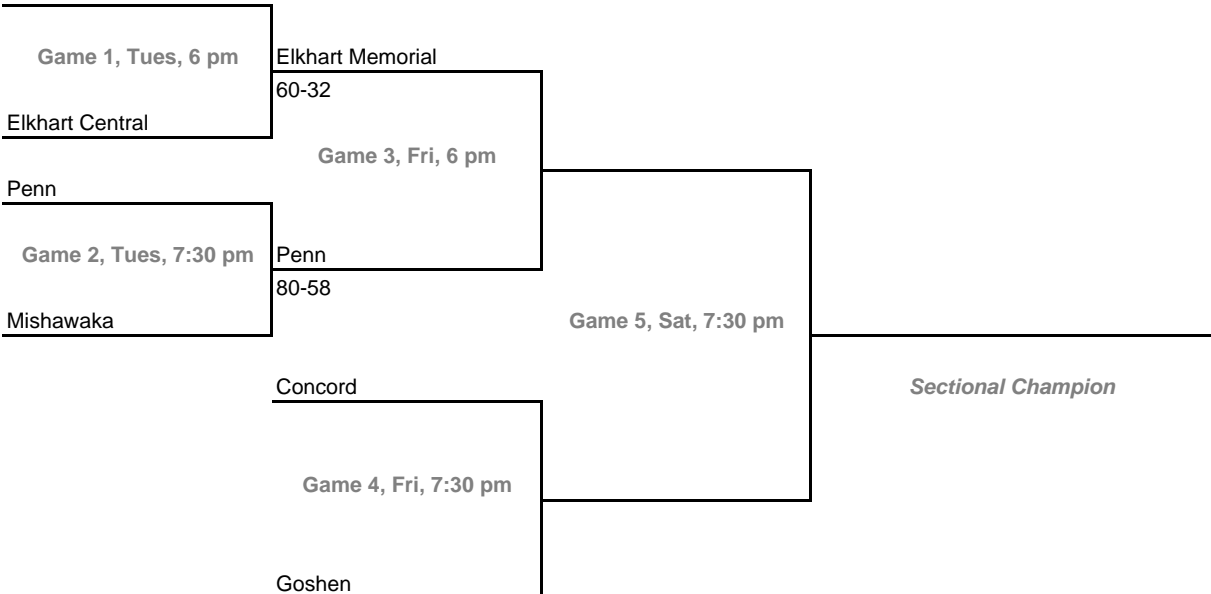 Game 1, Tues, 6 pm
Elkhart Memorial
60-32
Elkhart Central
Game 3, Fri, 6 pm
Penn
Game 2, Tues, 7:30 pm
Penn
80-58
Mishawaka
Game 5, Sat, 7:30 pm
Concord
Sectional Champion
Game 4, Fri, 7:30 pm
Goshen